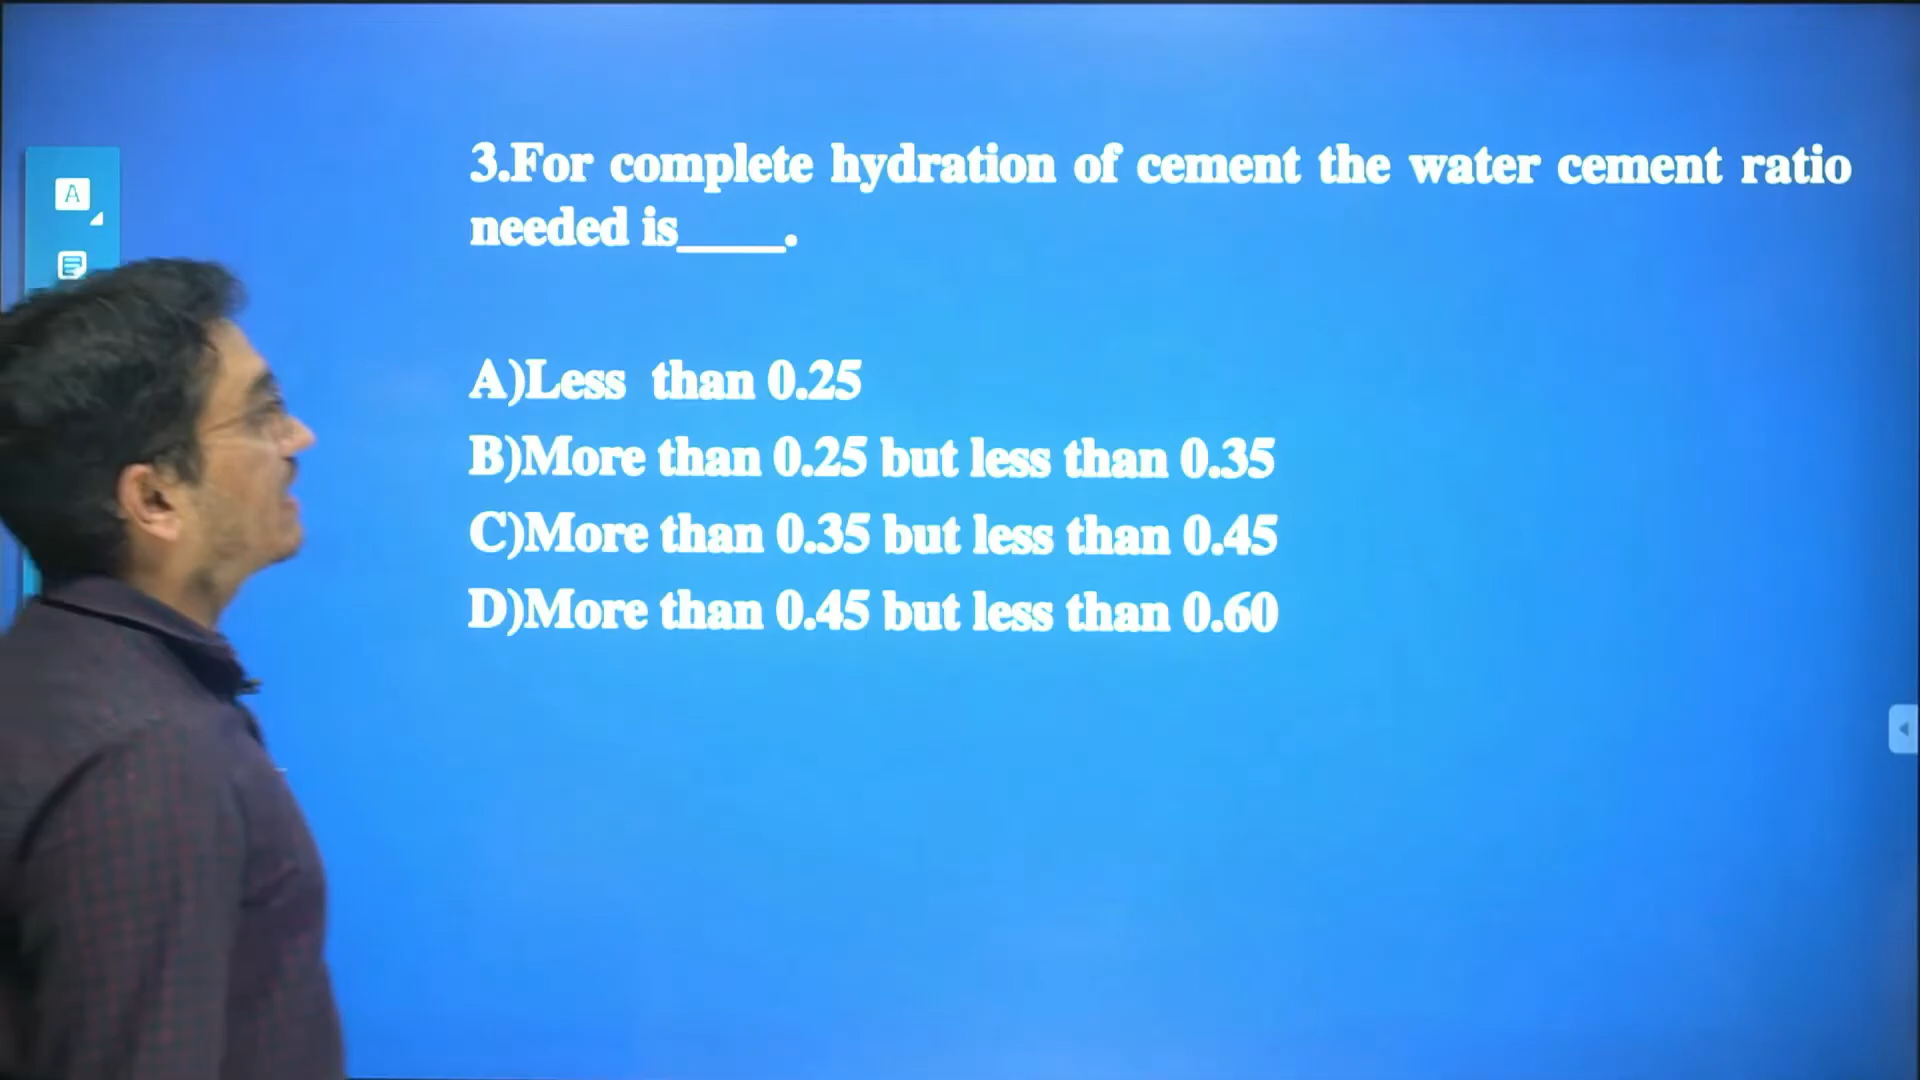 A
3.For complete hydration of cement the water cement ratio
needed is____.
A)Less than 0.25
B)More than 0.25 but less than 0.35
C)More than 0.35 but less than 0.45
D)More than 0.45 but less than 0.60